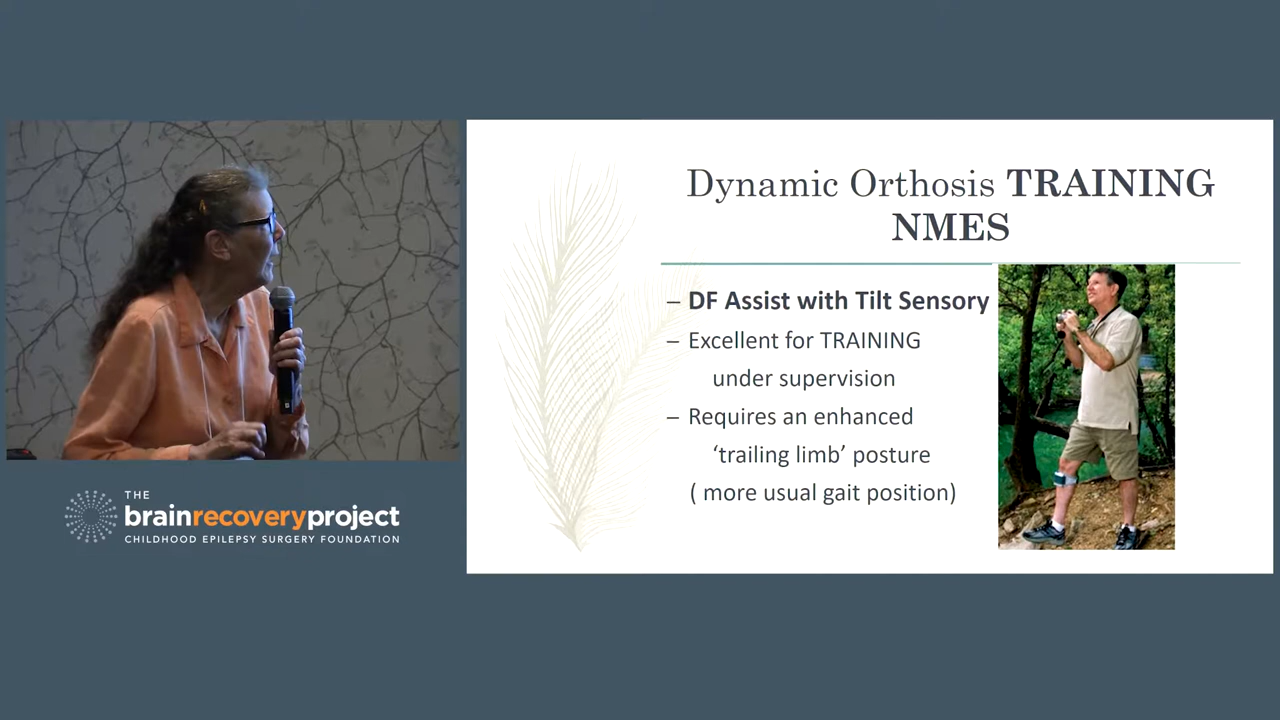 Dynamic Orthosis TRAINING
NMES
– DF Assist with Tilt Sensory
– Excellent for TRAINING
under supervision
– Requires an enhanced
‘trailing limb’ posture
( more usual gait position)
THE
brainrecoveryproject
CHILDHOOD EPILEPSY SURGERY FOUNDATION